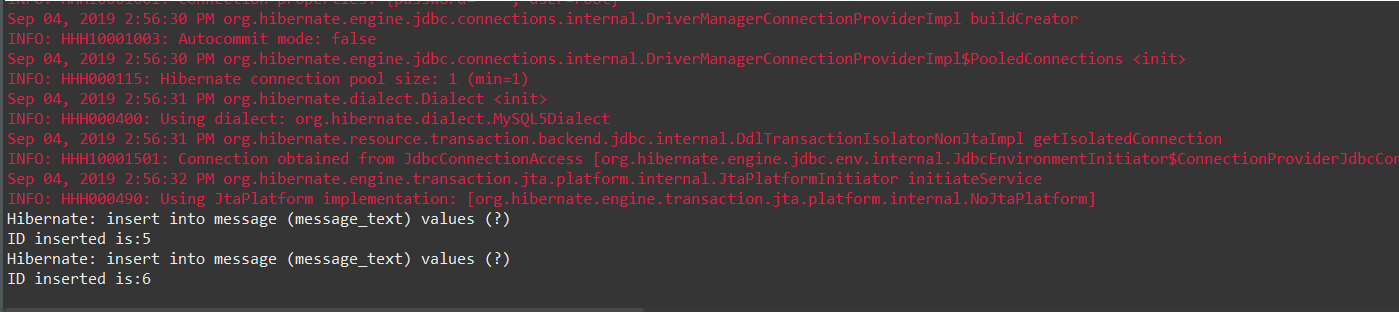 INFO: HHH10001001: Connection properties: {password=****, user=root}
Sep 04, 2019 2:56:30 PM org.hibernate.engine.jdbc.connections.internal.DriverManagerConnectionProviderImpl buildCreator
INFO: HHH10001003: Autocommit mode: false
Sep 04, 2019 2:56:30 PM org.hibernate.engine.jdbc.connections.internal.DriverManagerConnectionProviderImpl$PooledConnections <init>
INFO: HHH000115: Hibernate connection pool size: 1 (min=1)
Sep 04, 2019 2:56:31 PM org.hibernate.dialect.Dialect <init>
INFO: HHH000400: Using dialect: org.hibernate.dialect.MySQL5Dialect
Sep 04, 2019 2:56:31 PM org.hibernate.resource.transaction.backend.jdbc.internal.DdlTransactionIsolatorNonJtaImpl getIsolatedConnection
INFO: HHH10001501: Connection obtained from JdbcConnectionAccess [org.hibernate.engine.jdbc.env.internal.JdbcEnvironmentInitiator$ConnectionProviderJdbcCon
Sep 04, 2019 2:56:32 PM org.hibernate.engine.transaction.jta.platform.internal.JtaPlatformInitiator initiateService
INFO: HHH000490: Using JtaPlatform implementation: [org.hibernate.engine.transaction.jta.platform.internal.NoJtaPlatform]
Hibernate: insert into message (message_text) values (?)
ID inserted is:5
Hibernate: insert into message (message_text) values (?)
ID inserted is:6